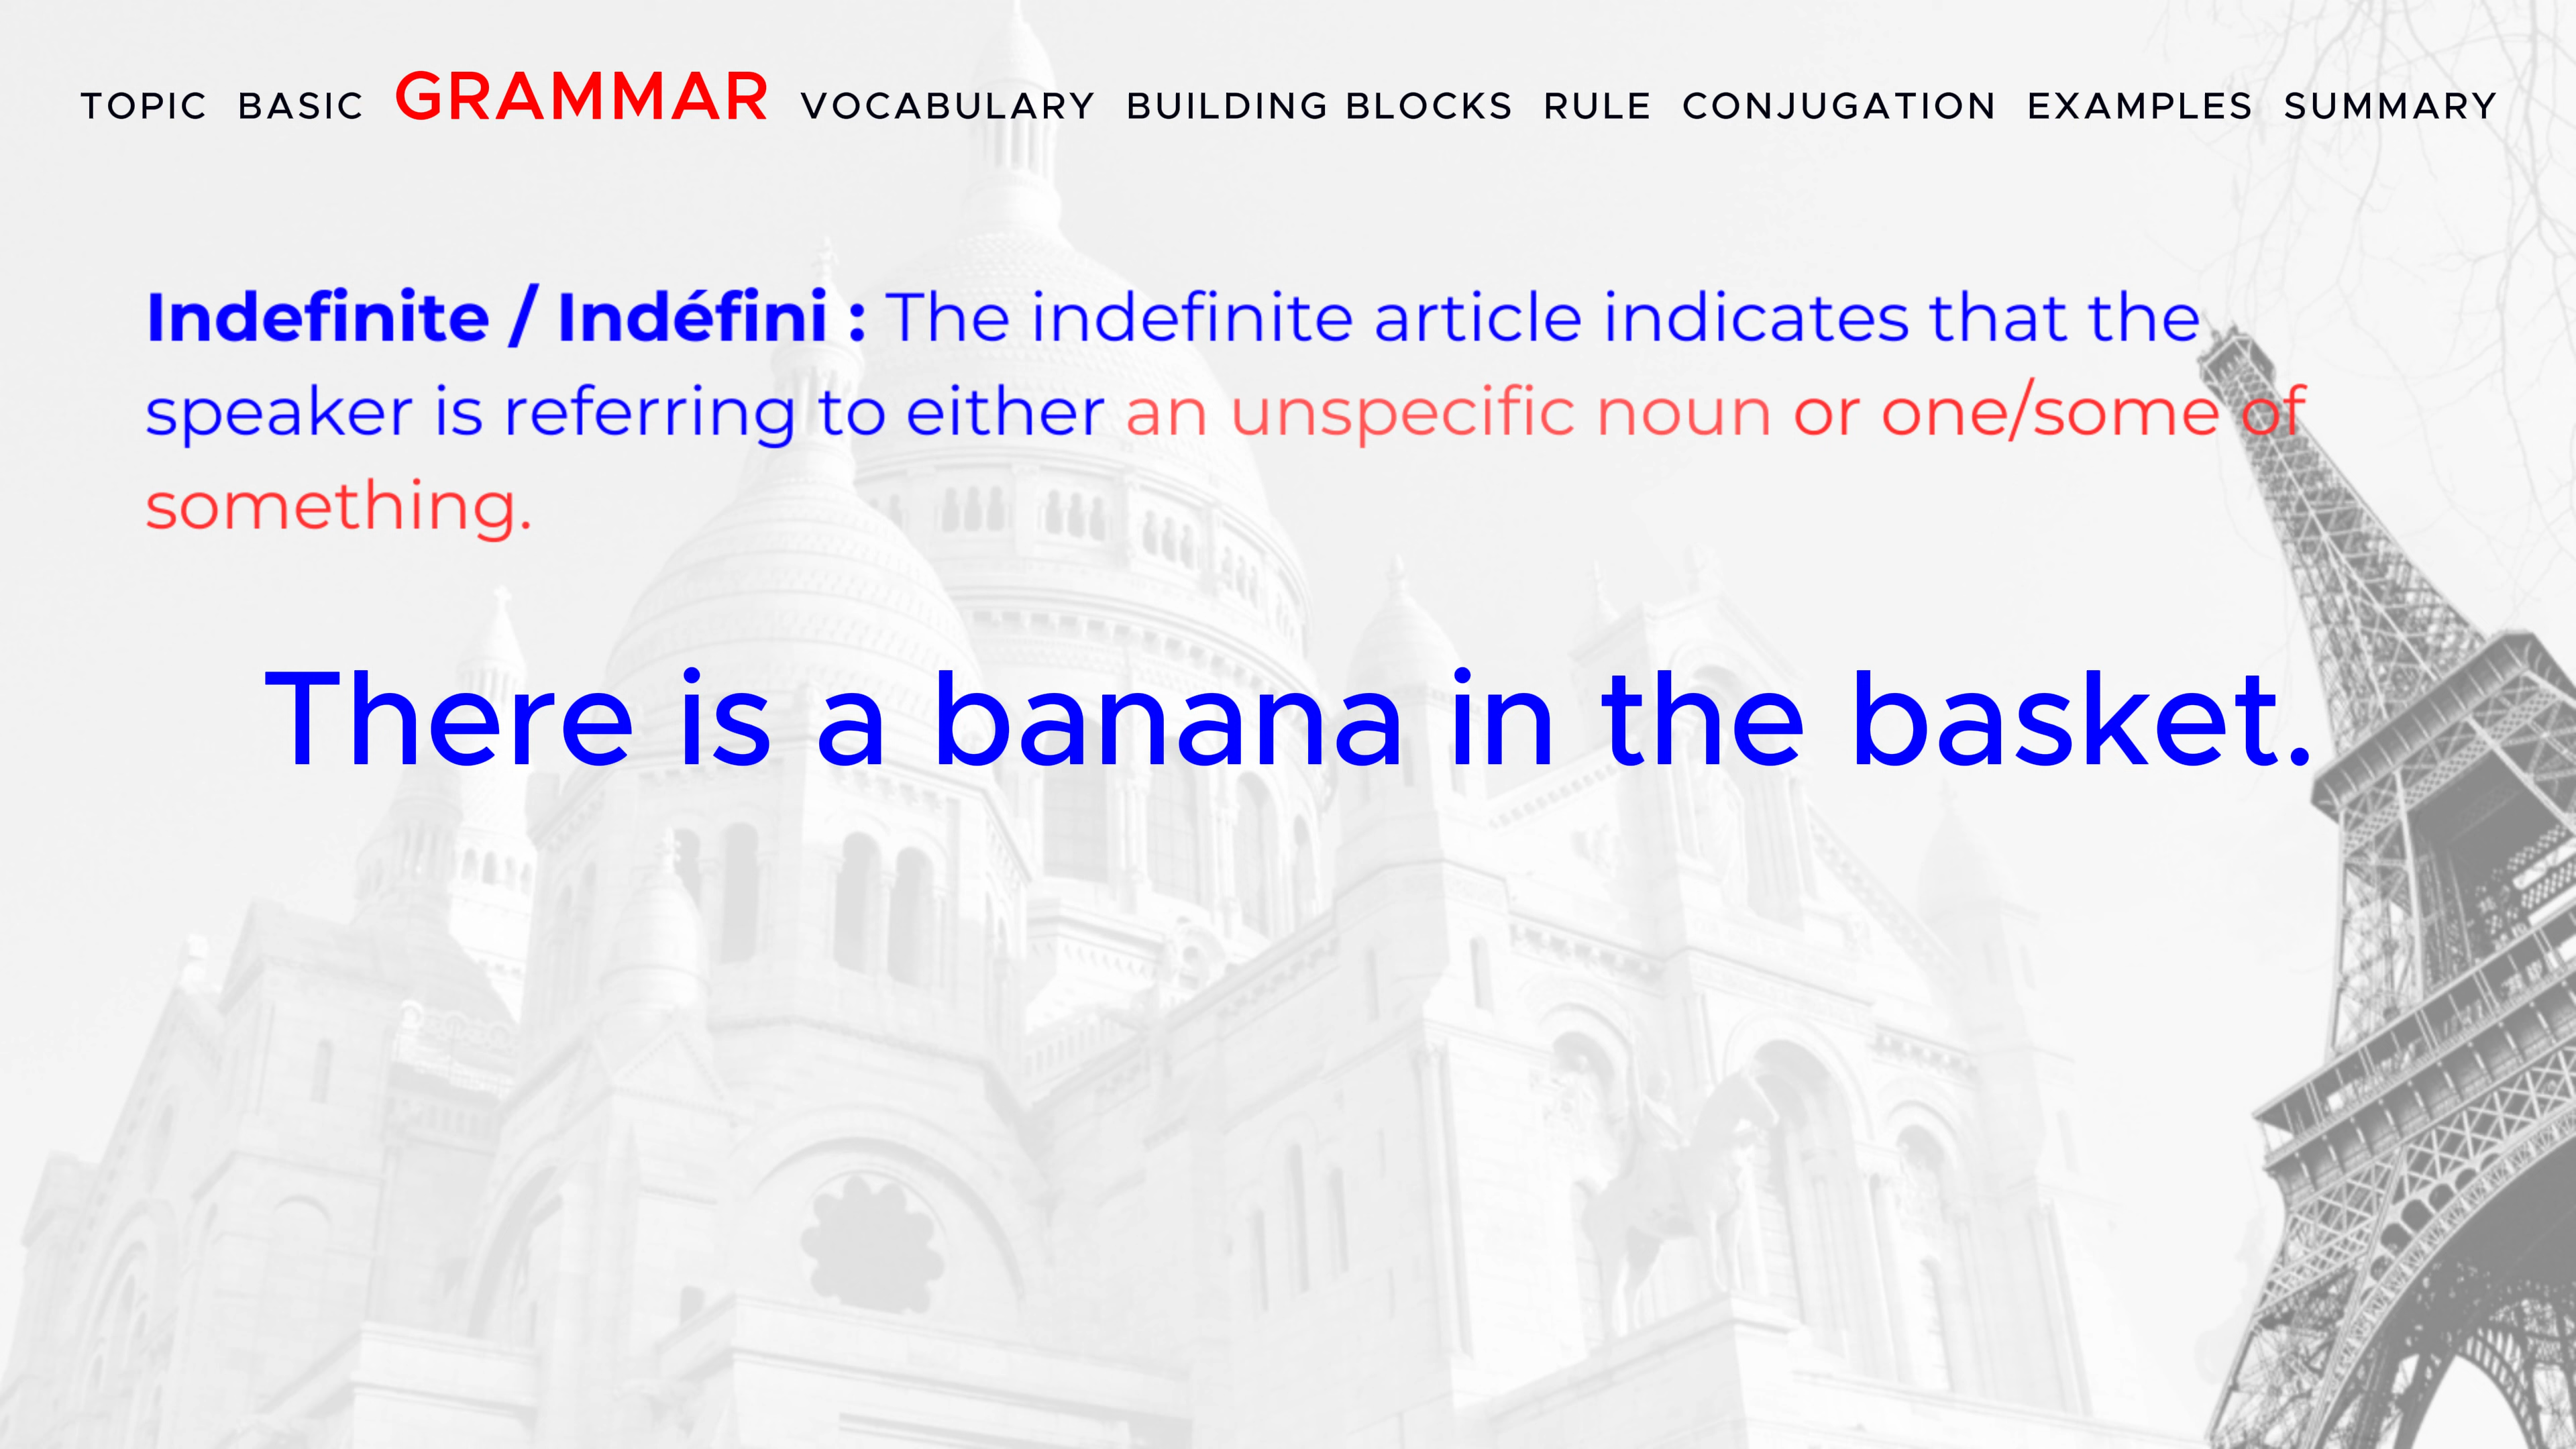 TOPIC BASIC GRAMMAR VOCABULARY BUILDING BLOCKS RULE CONJUGATION EXAMPLES SUMMARY
Indefinite / Indéfini : The indefinite article indicates that the
speaker is referring to either an unspecific noun or one/some of
something.
There is a banana in the basket.